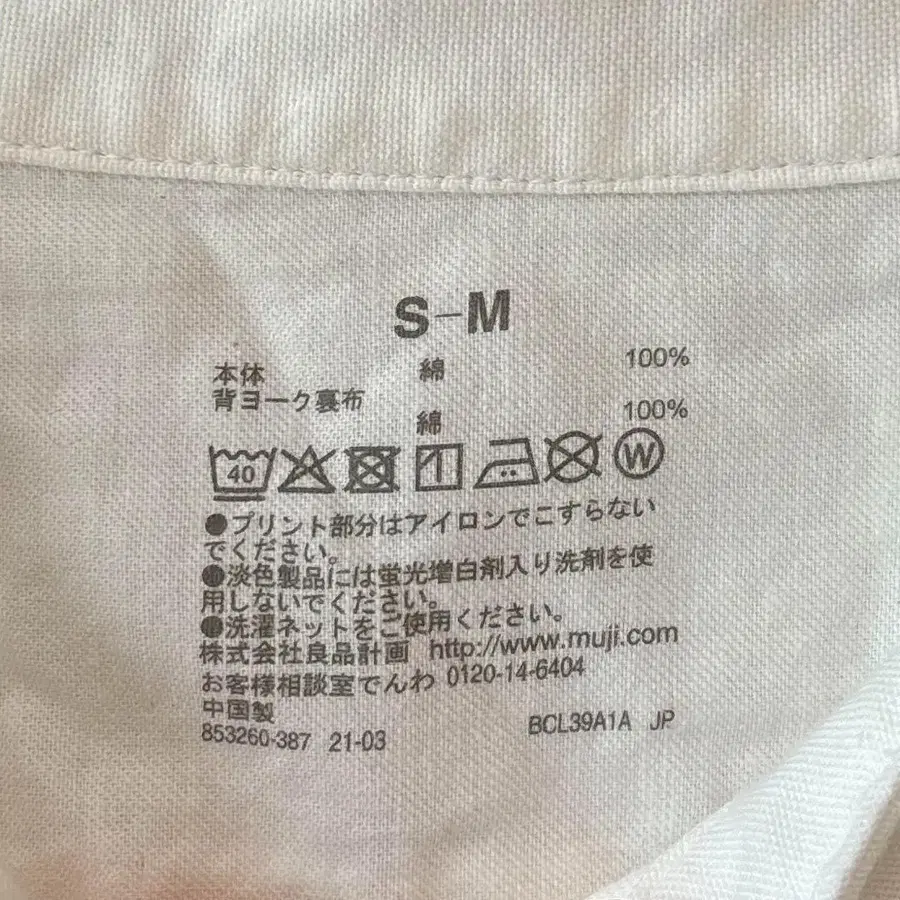 S-M
本体 綿 100%
背ヨーク裏布
綿 100%
40 W
●プリント部分はアイロンでこすらない
でください。
●淡色製品には蛍光増白剤入り洗剤を使
用しないでください。
●洗濯ネットをご使用ください。
株式会社良品計画 http://www.muji.com
お客様相談室でんわ 0120-14-6404
中国製
853260-387 21-03 BCL39A1A JP